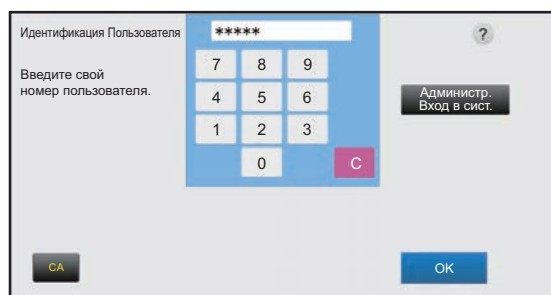 Идентификация Пользователя
*****
?
Введите свой
номер пользователя.
7 8 9
4 5 6
1 2 3
0 C
Администр.
Вход в сист.
CA
OK